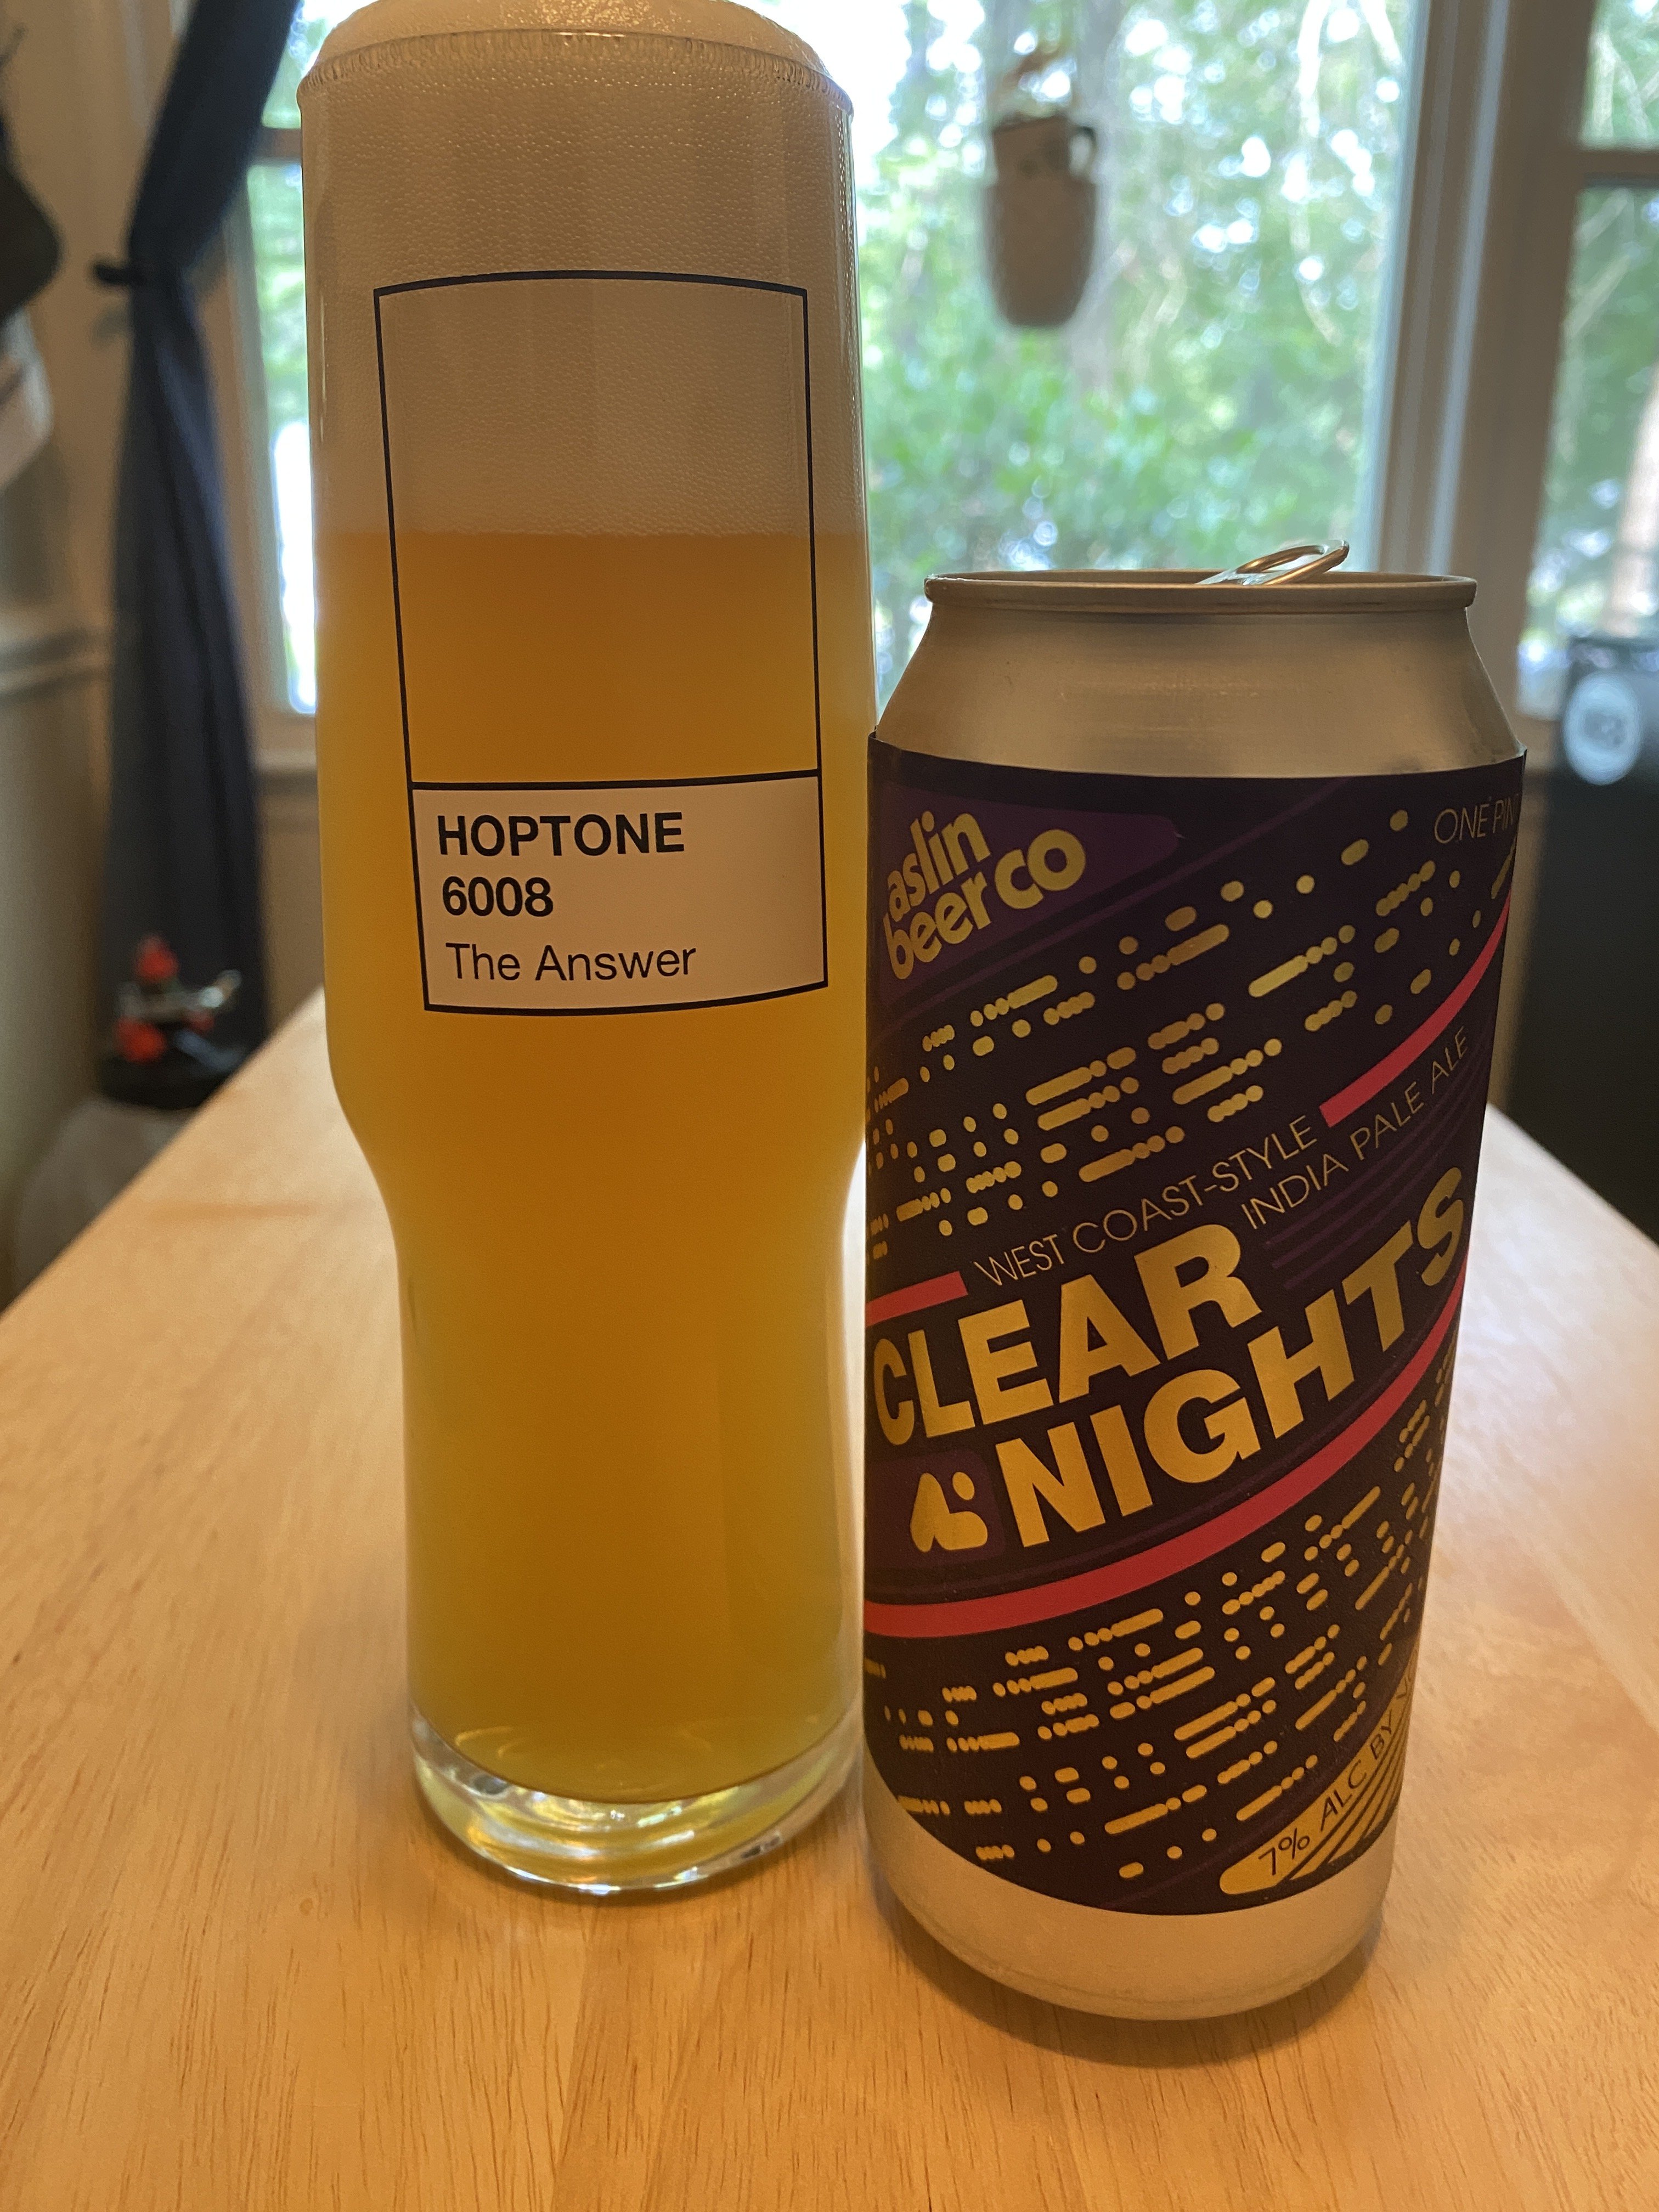 HOPTONE
6008
The Answer
aslin
beer co
ONE PINT
WEST COAST-STYLE
INDIA PALE ALE
CLEAR
NIGHTS
7% ALC BY